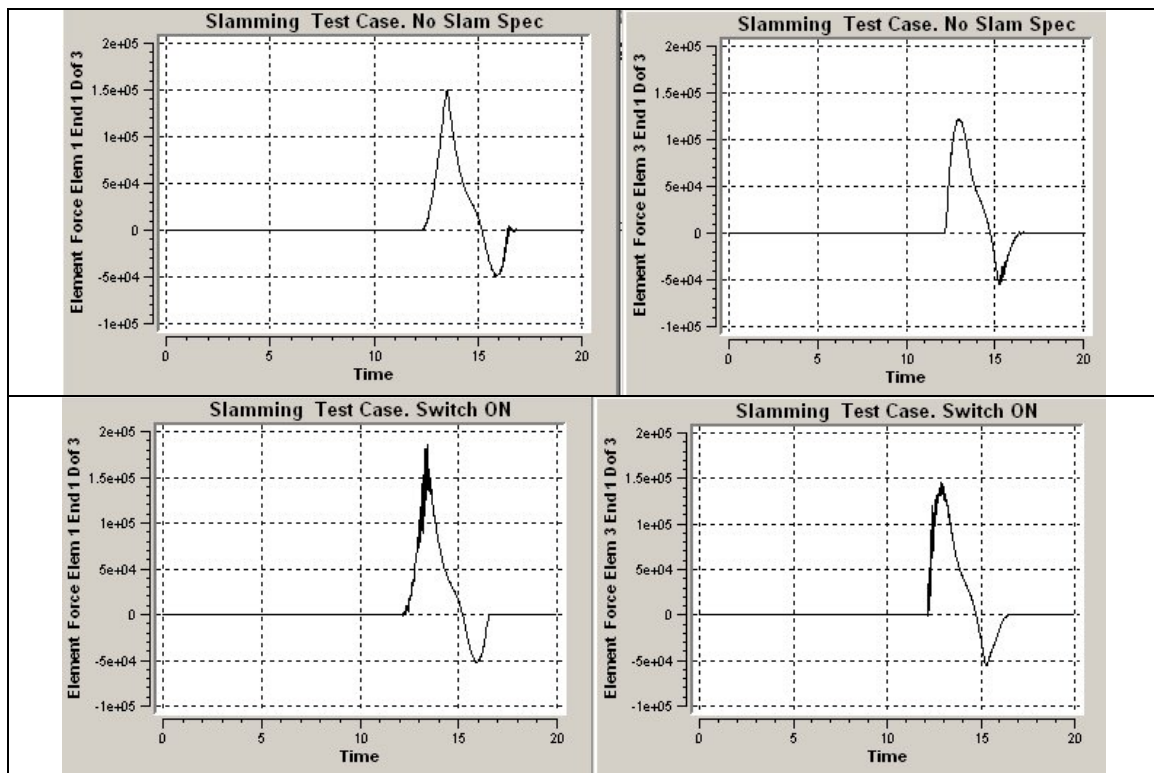 Slamming Test Case. No Slam Spec
Element Force Elem 1 End 1 Dof 3
2e+05
1.5e+05
1e+05
5e+04
0
-5e+04
-1e+05
0 5 10 15 20
Time
Slamming Test Case. No Slam Spec
Element Force Elem 3 End 1 Dof 3
2e+05
1.5e+05
1e+05
5e+04
0
-5e+04
-1e+05
0 5 10 15 20
Time
Slamming Test Case. Switch ON
Element Force Elem 1 End 1 Dof 3
2e+05
1.5e+05
1e+05
5e+04
0
-5e+04
-1e+05
0 5 10 15 20
Time
Slamming Test Case. Switch ON
Element Force Elem 3 End 1 Dof 3
2e+05
1.5e+05
1e+05
5e+04
0
-5e+04
-1e+05
0 5 10 15 20
Time